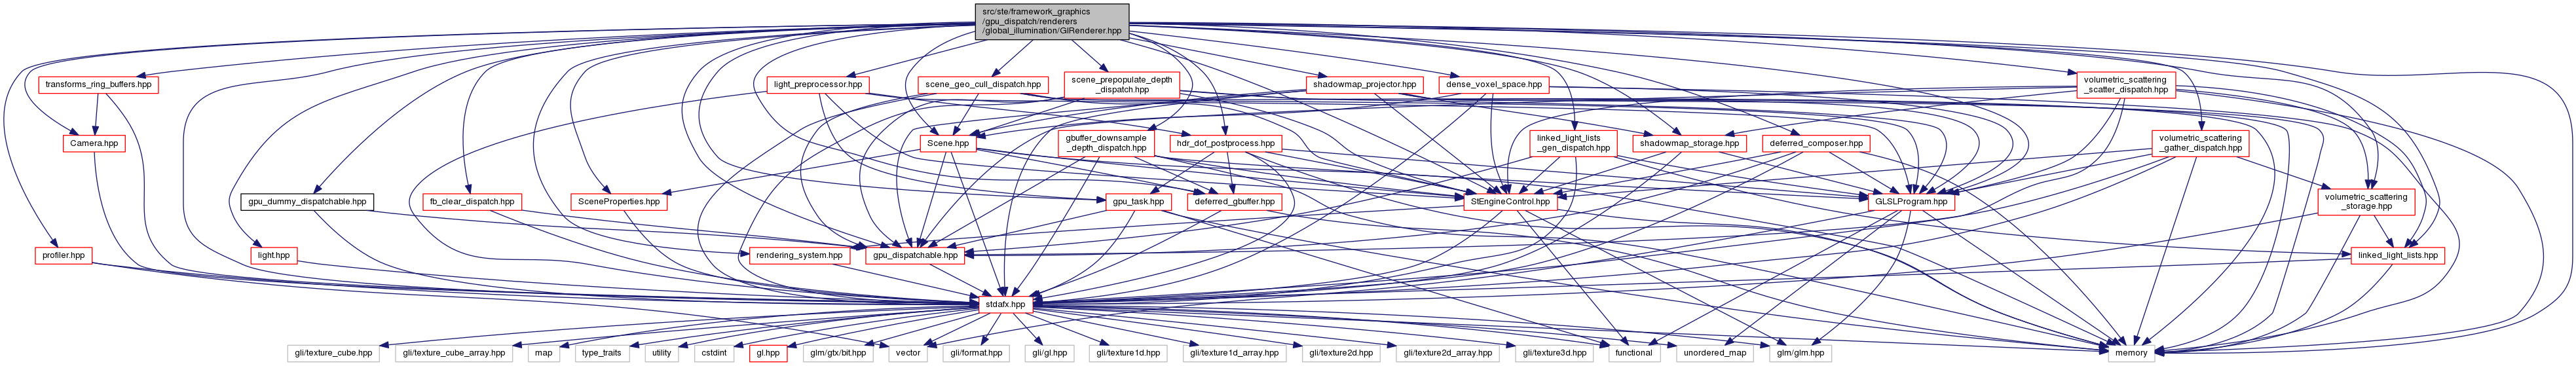 src/ste/framework_graphics
/gpu_dispatch/renderers
/global_illumination/GIRenderer.hpp
transforms_ring_buffers.hpp
light_preprocessor.hpp
scene_geo_cull_dispatch.hpp
scene_prepopulate_depth
_dispatch.hpp
shadowmap_projector.hpp
dense_voxel_space.hpp
volumetric_scattering
_scatter_dispatch.hpp
Camera.hpp
Scene.hpp
gbuffer_downsample
_depth_dispatch.hpp
hdr_dof_postprocess.hpp
linked_light_lists
_gen_dispatch.hpp
shadowmap_storage.hpp
deferred_composer.hpp
volumetric_scattering
_gather_dispatch.hpp
gpu_dummy_dispatchable.hpp
fb_clear_dispatch.hpp
SceneProperties.hpp
gpu_task.hpp
deferred_gbuffer.hpp
StEngineControl.hpp
GLSLProgram.hpp
volumetric_scattering
_storage.hpp
profiler.hpp
light.hpp
rendering_system.hpp
gpu_dispatchable.hpp
linked_light_lists.hpp
stdafx.hpp
gli/texture_cube.hpp
gli/texture_cube_array.hpp
map
type_traits
utility
cstdint
gl.hpp
glm/gtx/bit.hpp
vector
gli/format.hpp
gli/gl.hpp
gli/texture1d.hpp
gli/texture1d_array.hpp
gli/texture2d.hpp
gli/texture2d_array.hpp
gli/texture3d.hpp
functional
unordered_map
glm/glm.hpp
memory